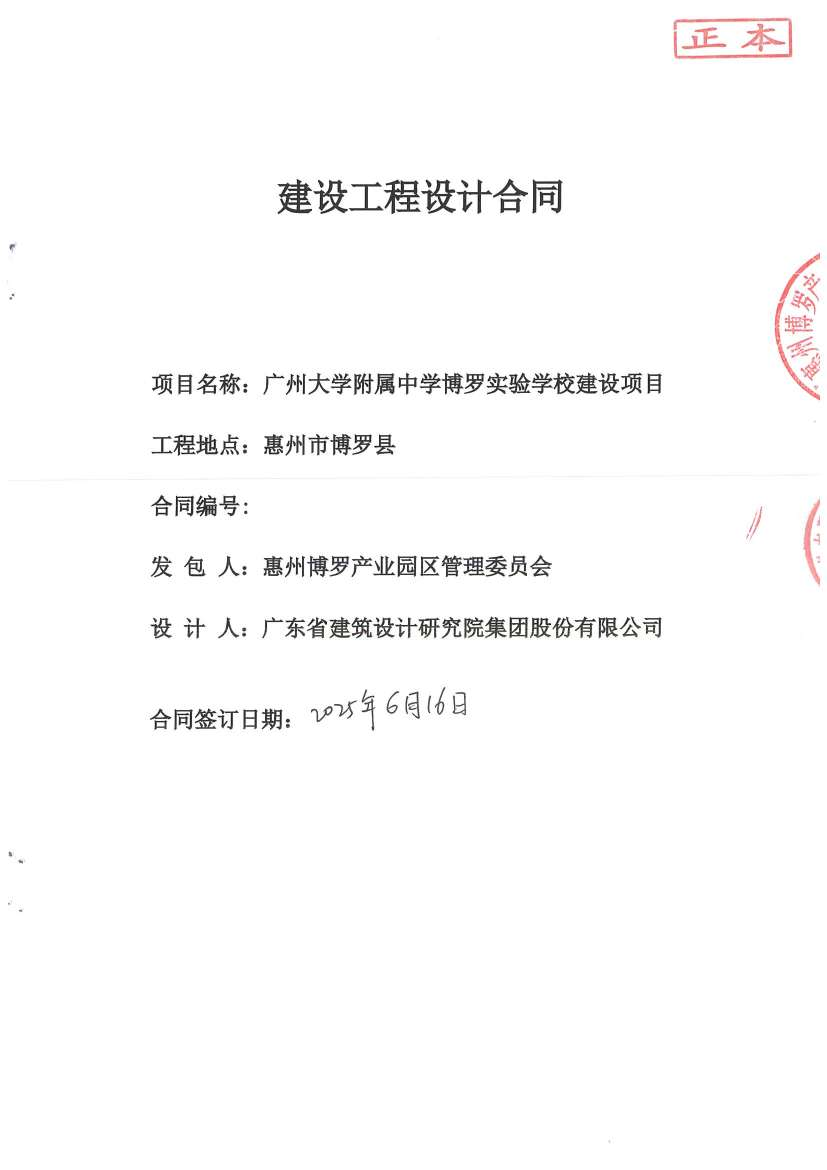 正本
建设工程设计合同
项目名称：广州大学附属中学博罗实验学校建设项目
工程地点：惠州市博罗县
合同编号：
发 包 人：惠州博罗产业园区管理委员会
设 计 人：广东省建筑设计研究院集团股份有限公司
合同签订日期：2025年6月16日
州博罗产